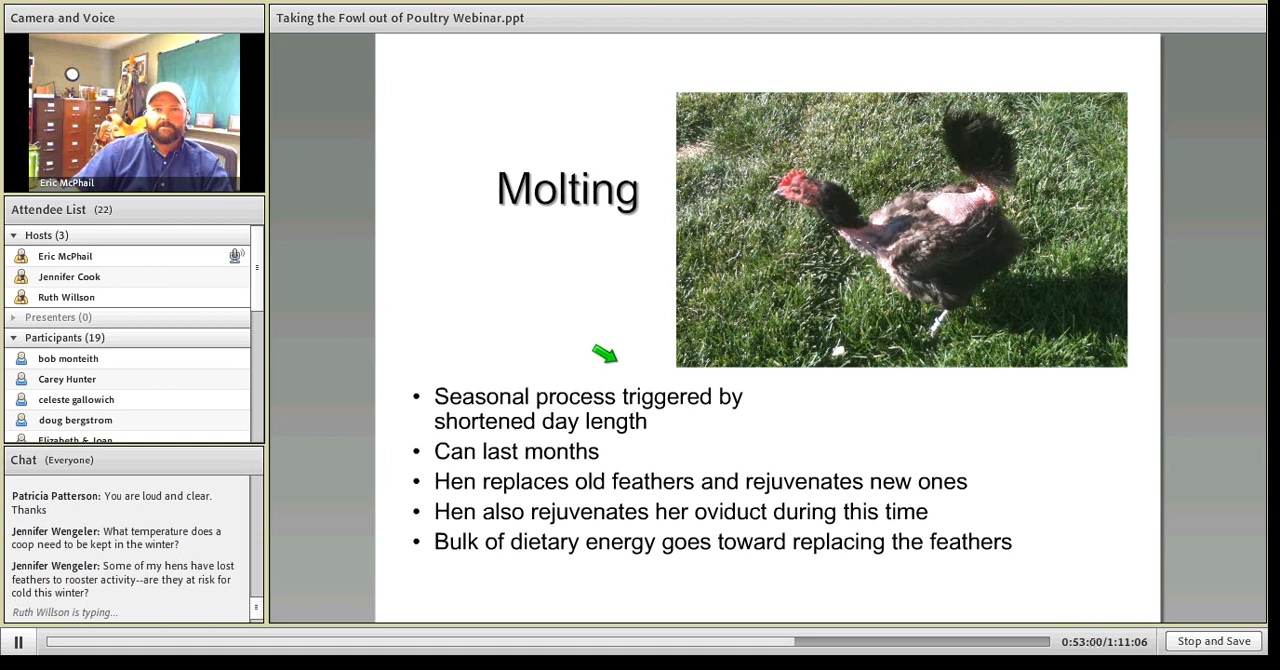 Camera and Voice
Eric McPhail
Attendee List (22)
Hosts (3)
Eric McPhail
Jennifer Cook
Ruth Willson
Presenters (0)
Participants (19)
bob monteith
Carey Hunter
celeste gallowich
doug bergstrom
Elizabeth & Joan
Chat (Everyone)
Patricia Patterson: You are loud and clear.
Thanks
Jennifer Wengeler: What temperature does a
coop need to be kept in the winter?
Jennifer Wengeler: Some of my hens have lost
feathers to rooster activity--are they at risk for
cold this winter?
Ruth Willson is typing...
Taking the Fowl out of Poultry Webinar.ppt
Molting
• Seasonal process triggered by
shortened day length
• Can last months
• Hen replaces old feathers and rejuvenates new ones
• Hen also rejuvenates her oviduct during this time
• Bulk of dietary energy goes toward replacing the feathers
0:53:00/1:11:06
Stop and Save